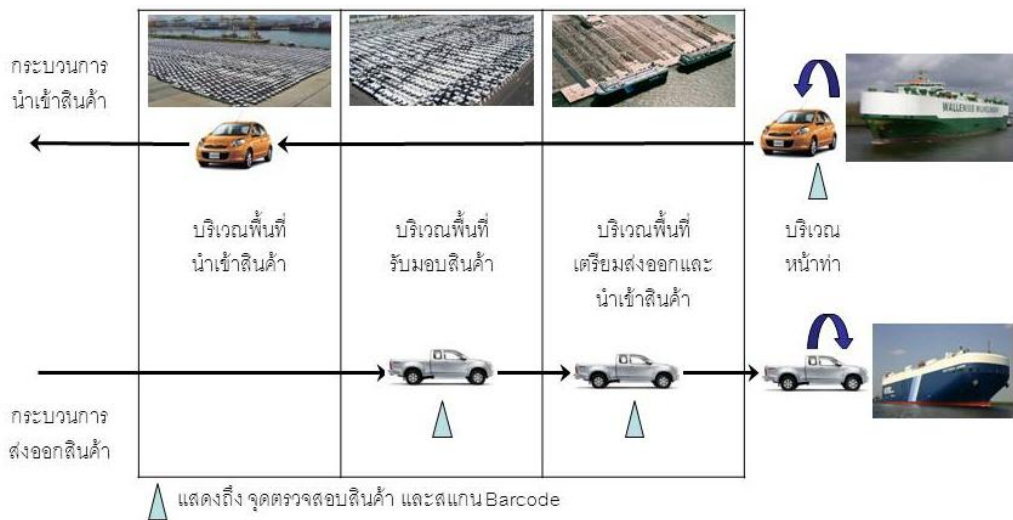 กระบวนการ
นำเข้าสินค้า
WALLENIUS WILHELMSEN
บริเวณพื้นที่
นำเข้าสินค้า
บริเวณพื้นที่
รับมอบสินค้า
บริเวณพื้นที่
เตรียมส่งออกและ
นำเข้าสินค้า
บริเวณ
หน้าท่า
กระบวนการ
ส่งออกสินค้า
แสดงถึง จุดตรวจสอบสินค้า และสแกน Barcode